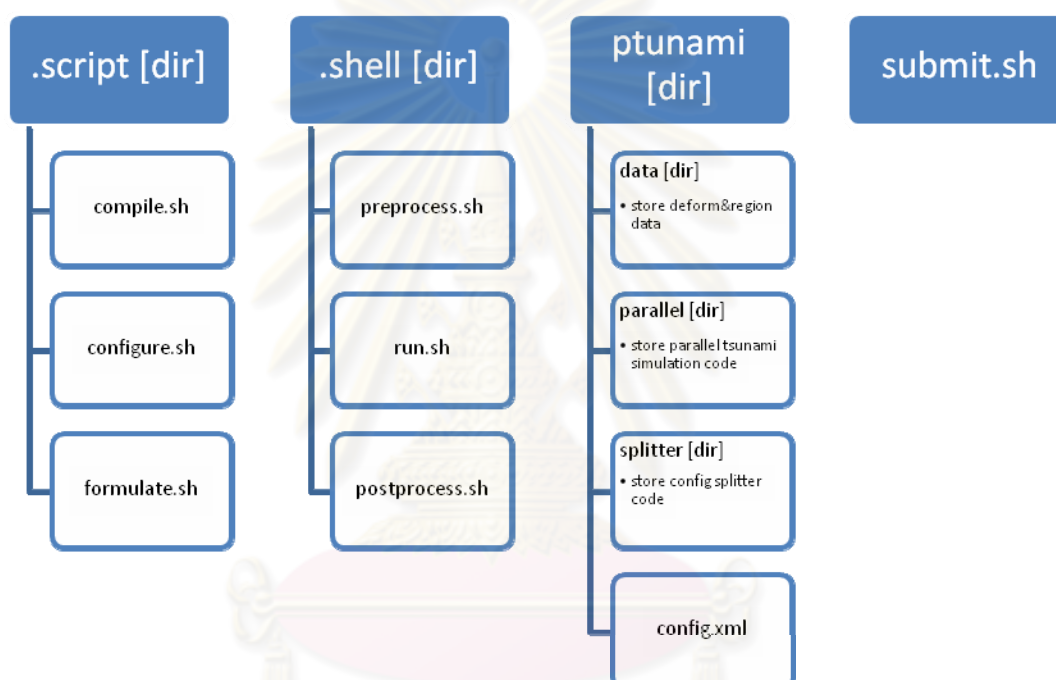 .script [dir]
compile.sh
configure.sh
formulate.sh
.shell [dir]
preprocess.sh
run.sh
postprocess.sh
ptunami
[dir]
data [dir]
• store deform&region
data
parallel [dir]
• store parallel tsunami
simulation code
splitter [dir]
• store config splitter
code
config.xml
submit.sh